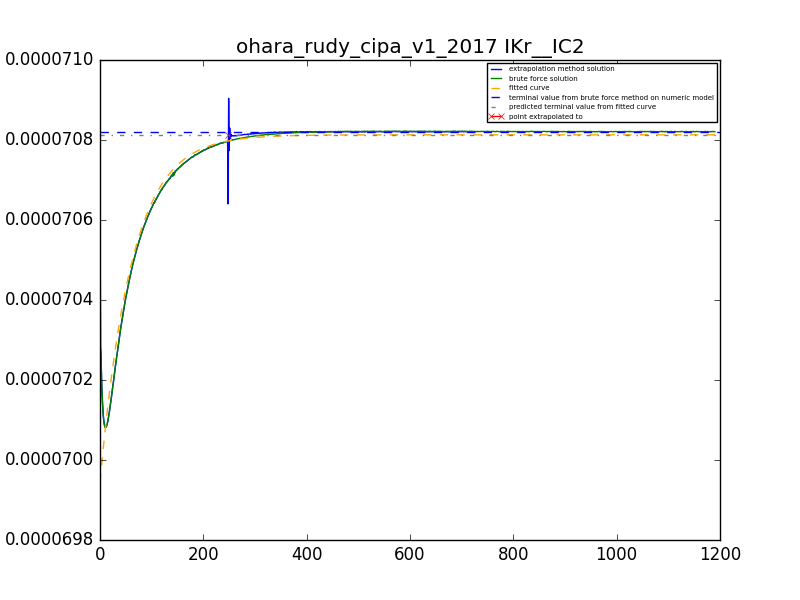 ohara_rudy_cipa_v1_2017 IKr__IC2
0.0000710
0.0000708
0.0000706
0.0000704
0.0000702
0.0000700
0.0000698
0 200 400 600 800 1000 1200
extrapolation method solution
brute force solution
fitted curve
terminal value from brute force method on numeric model
predicted terminal value from fitted curve
point extrapolated to